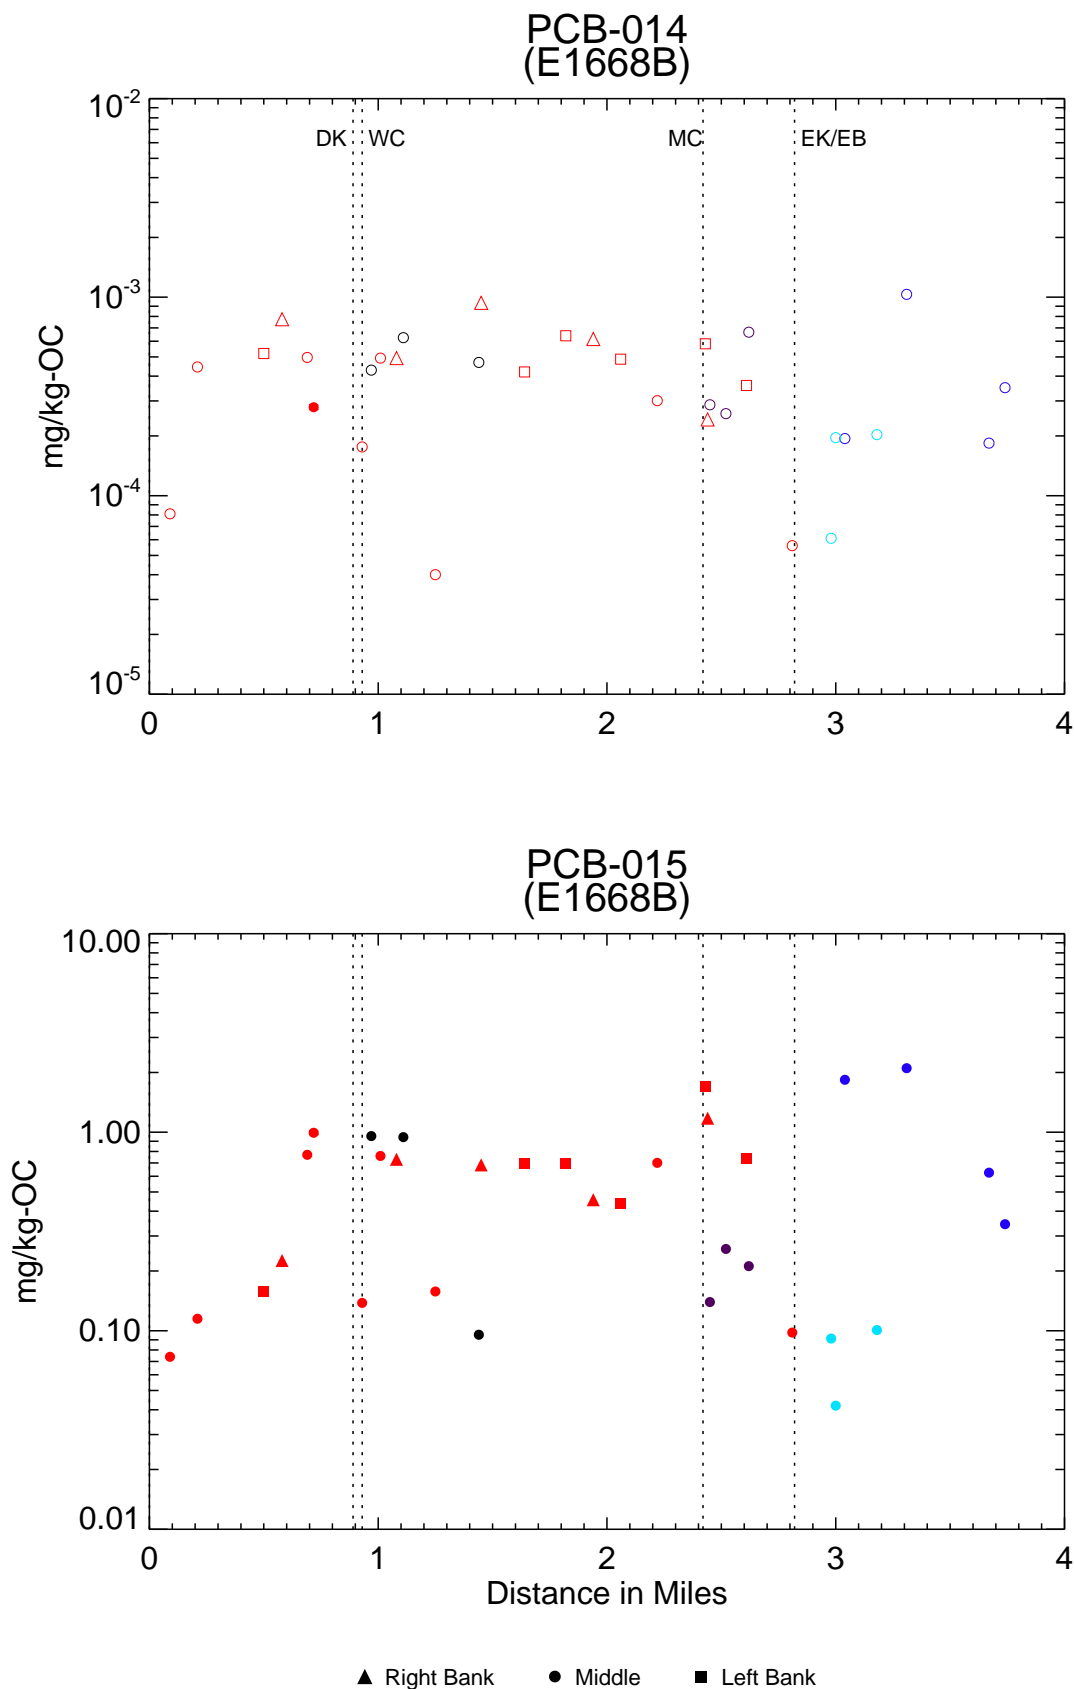 PCB-014
(E1668B)
10-2
DK WC MC EK/EB
10-3
mg/kg-OC
10-4
10-5
0 1 2 3 4
PCB-015
(E1668B)
10.00
1.00
mg/kg-OC
0.10
0.01
0 1 2 3 4
Distance in Miles
Right Bank Middle Left Bank